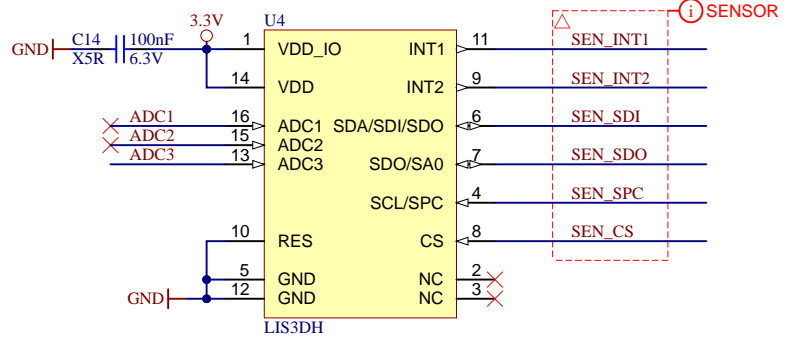 3.3V
U4
i SENSOR
GND
C14
100nF
X5R
6.3V
1 VDD_IO
INT1 11 SEN_INT1
14 VDD
INT2 9 SEN_INT2
ADC1 16 ADC1
SDA/SDI/SDO 6 SEN_SDI
ADC2 15 ADC2
ADC3 13 ADC3
SDO/SA0 7 SEN_SDO
SCL/SPC 4 SEN_SPC
10 RES
CS 8 SEN_CS
5 GND
NC 2
GND 12 GND
NC 3
LIS3DH